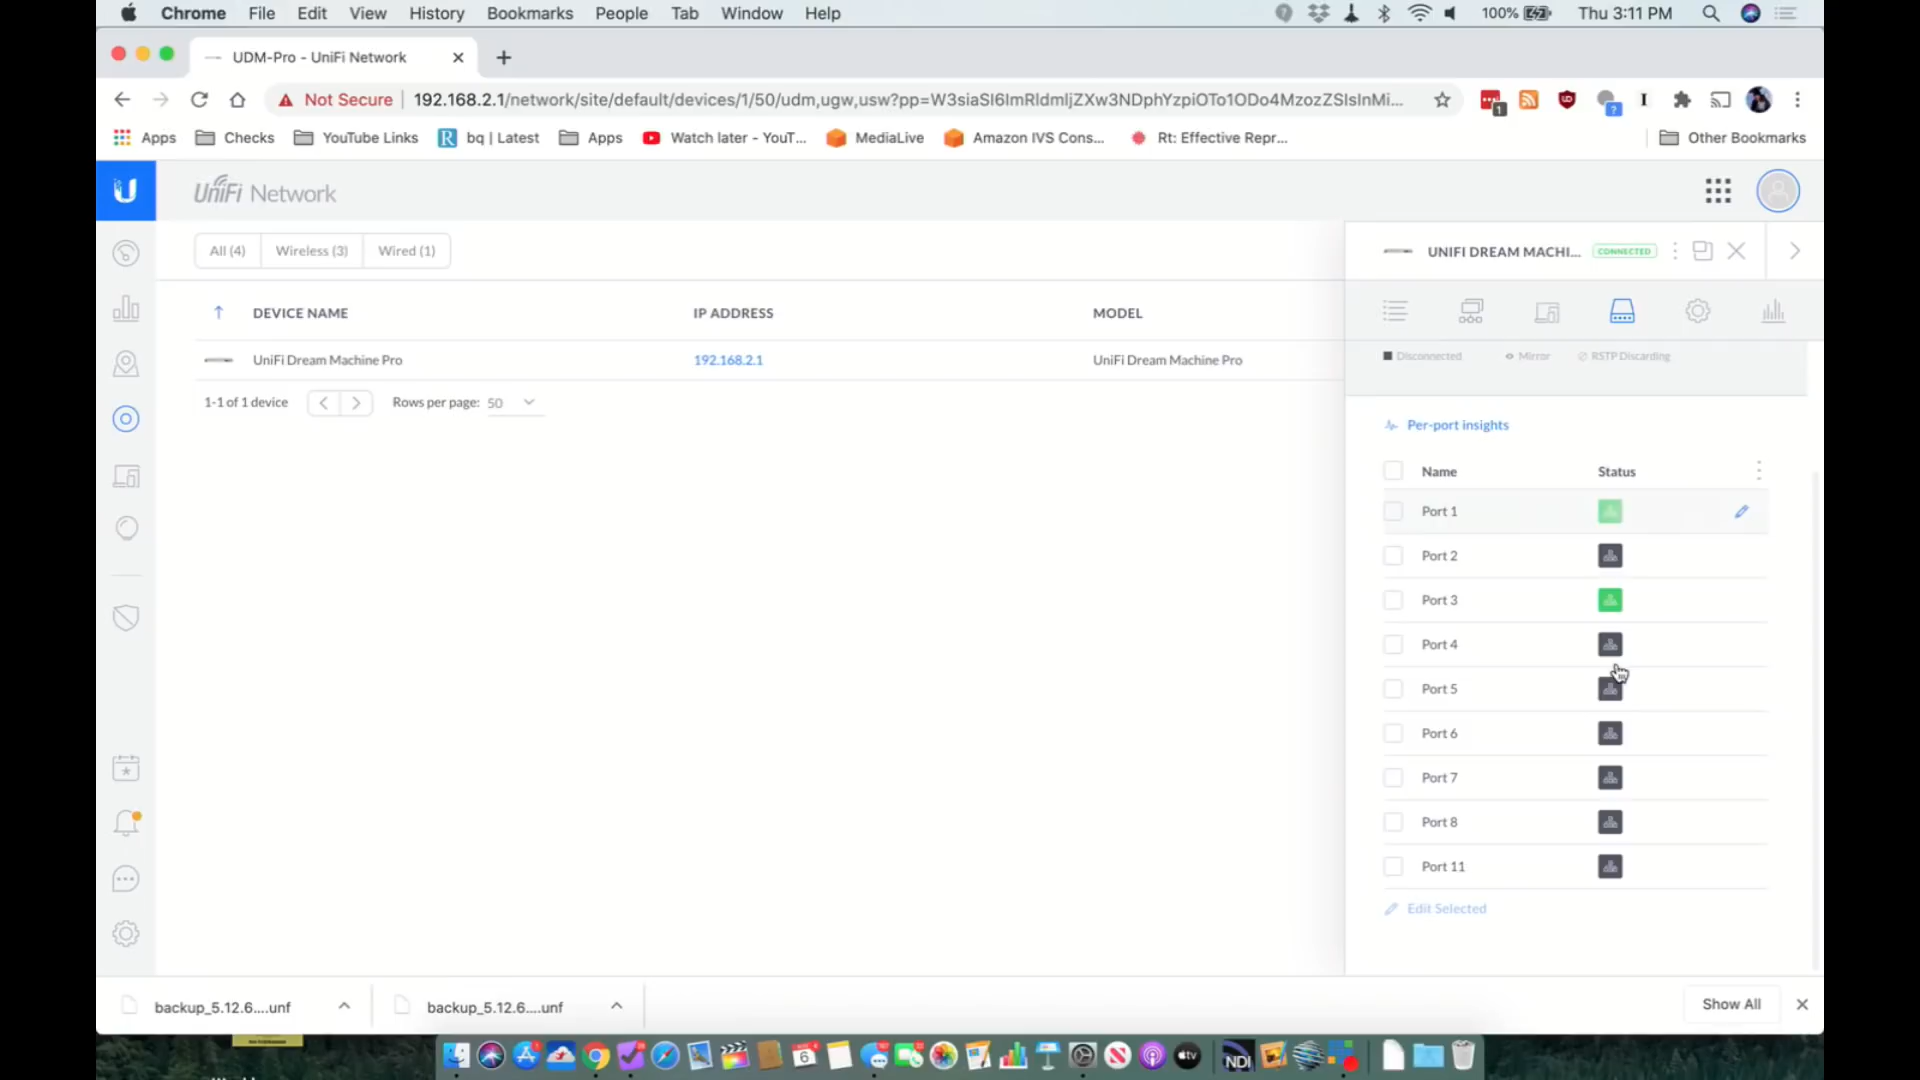 Chrome File Edit View History Bookmarks People Tab Window Help 100% Thu 3:11 PM
UDM-Pro - UniFi Network
Not Secure 192.168.2.1/network/site/default/devices/1/50/udm,ugw,usw?pp=W3siaSI6ImRldmljZXw3NDphYzpiOTo1ODo4MzozZSIsInMi...
Apps Checks YouTube Links bq | Latest Apps Watch later - YouT... MediaLive Amazon IVS Cons... Rt: Effective Repr... Other Bookmarks
UniFi Network
All (4) Wireless (3) Wired (1)
DEVICE NAME IP ADDRESS MODEL
UniFi Dream Machine Pro 192.168.2.1 UniFi Dream Machine Pro
1-1 of 1 device Rows per page: 50
UNIFI DREAM MACHI... CONNECTED
Disconnected Mirror RSTP Discarding
Per-port insights
Name Status
Port 1
Port 2
Port 3
Port 4
Port 5
Port 6
Port 7
Port 8
Port 11
Edit Selected
backup_5.12.6....unf backup_5.12.6....unf Show All
NDI